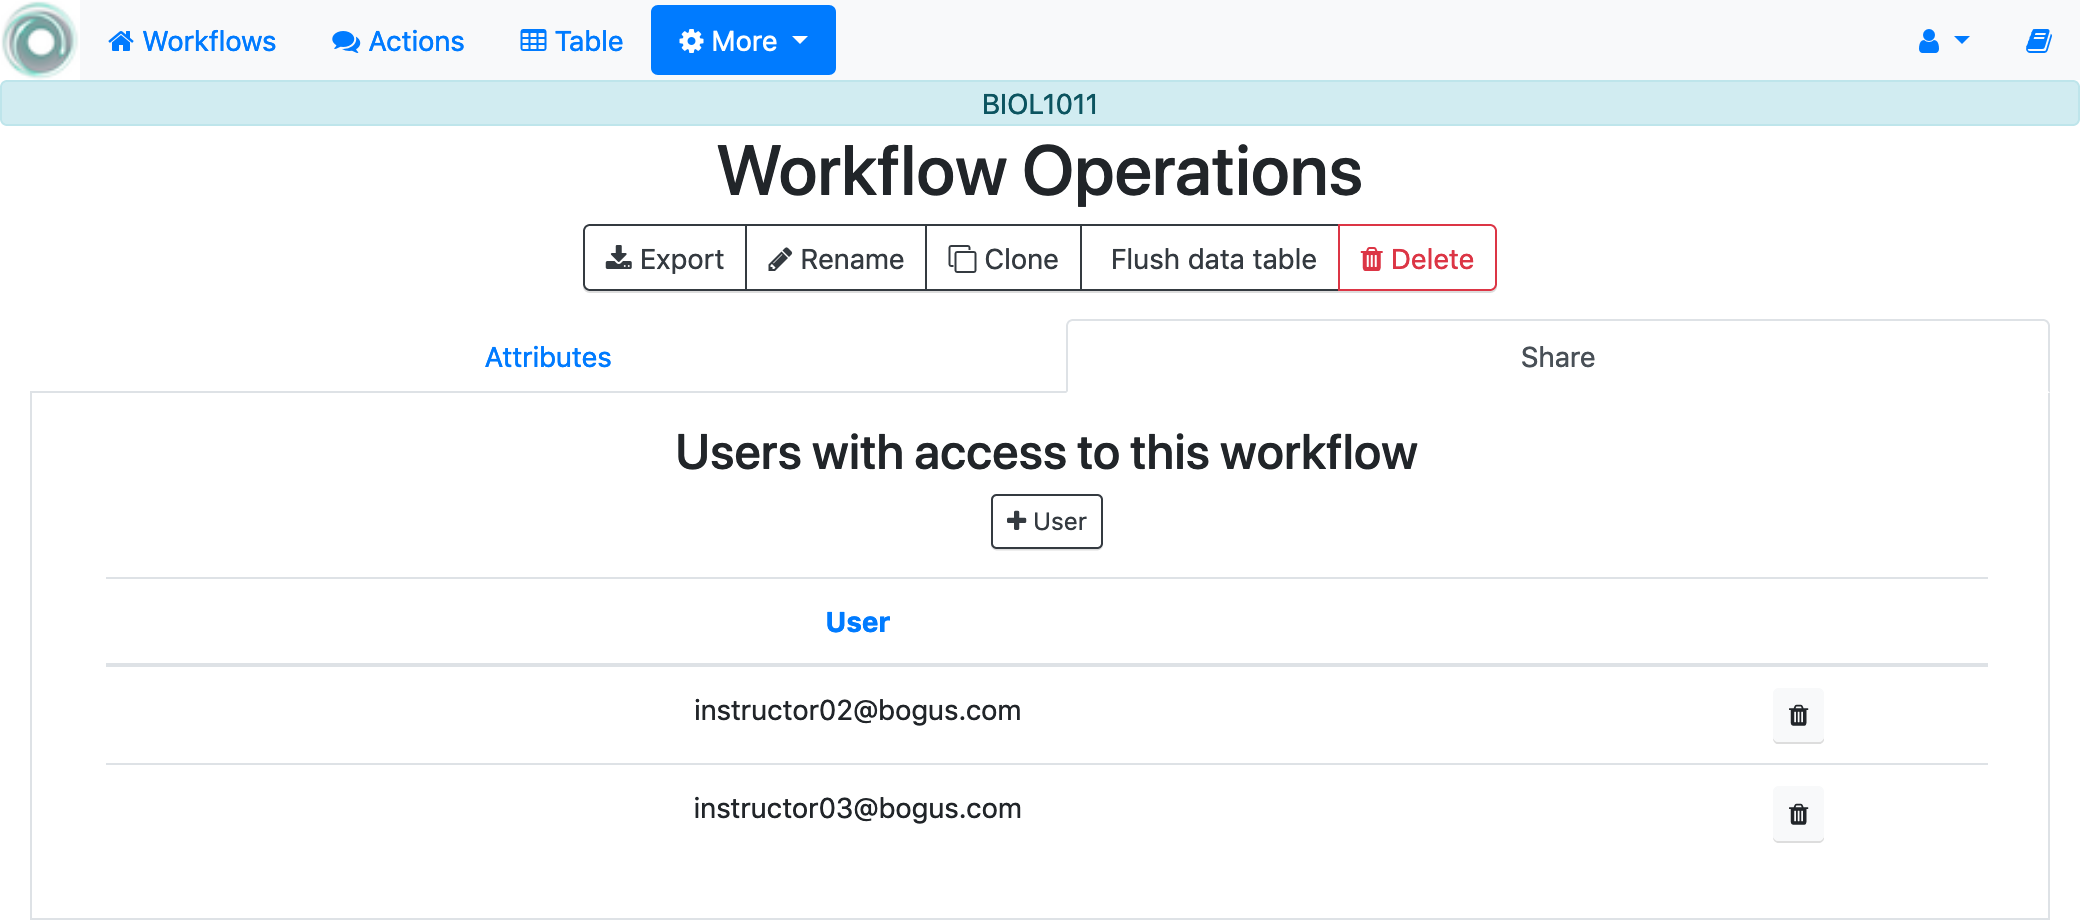 Workflows Actions Table More
BIOL1011
Workflow Operations
Export Rename Clone Flush data table Delete
Attributes Share
Users with access to this workflow
User
User
instructor02@bogus.com
instructor03@bogus.com